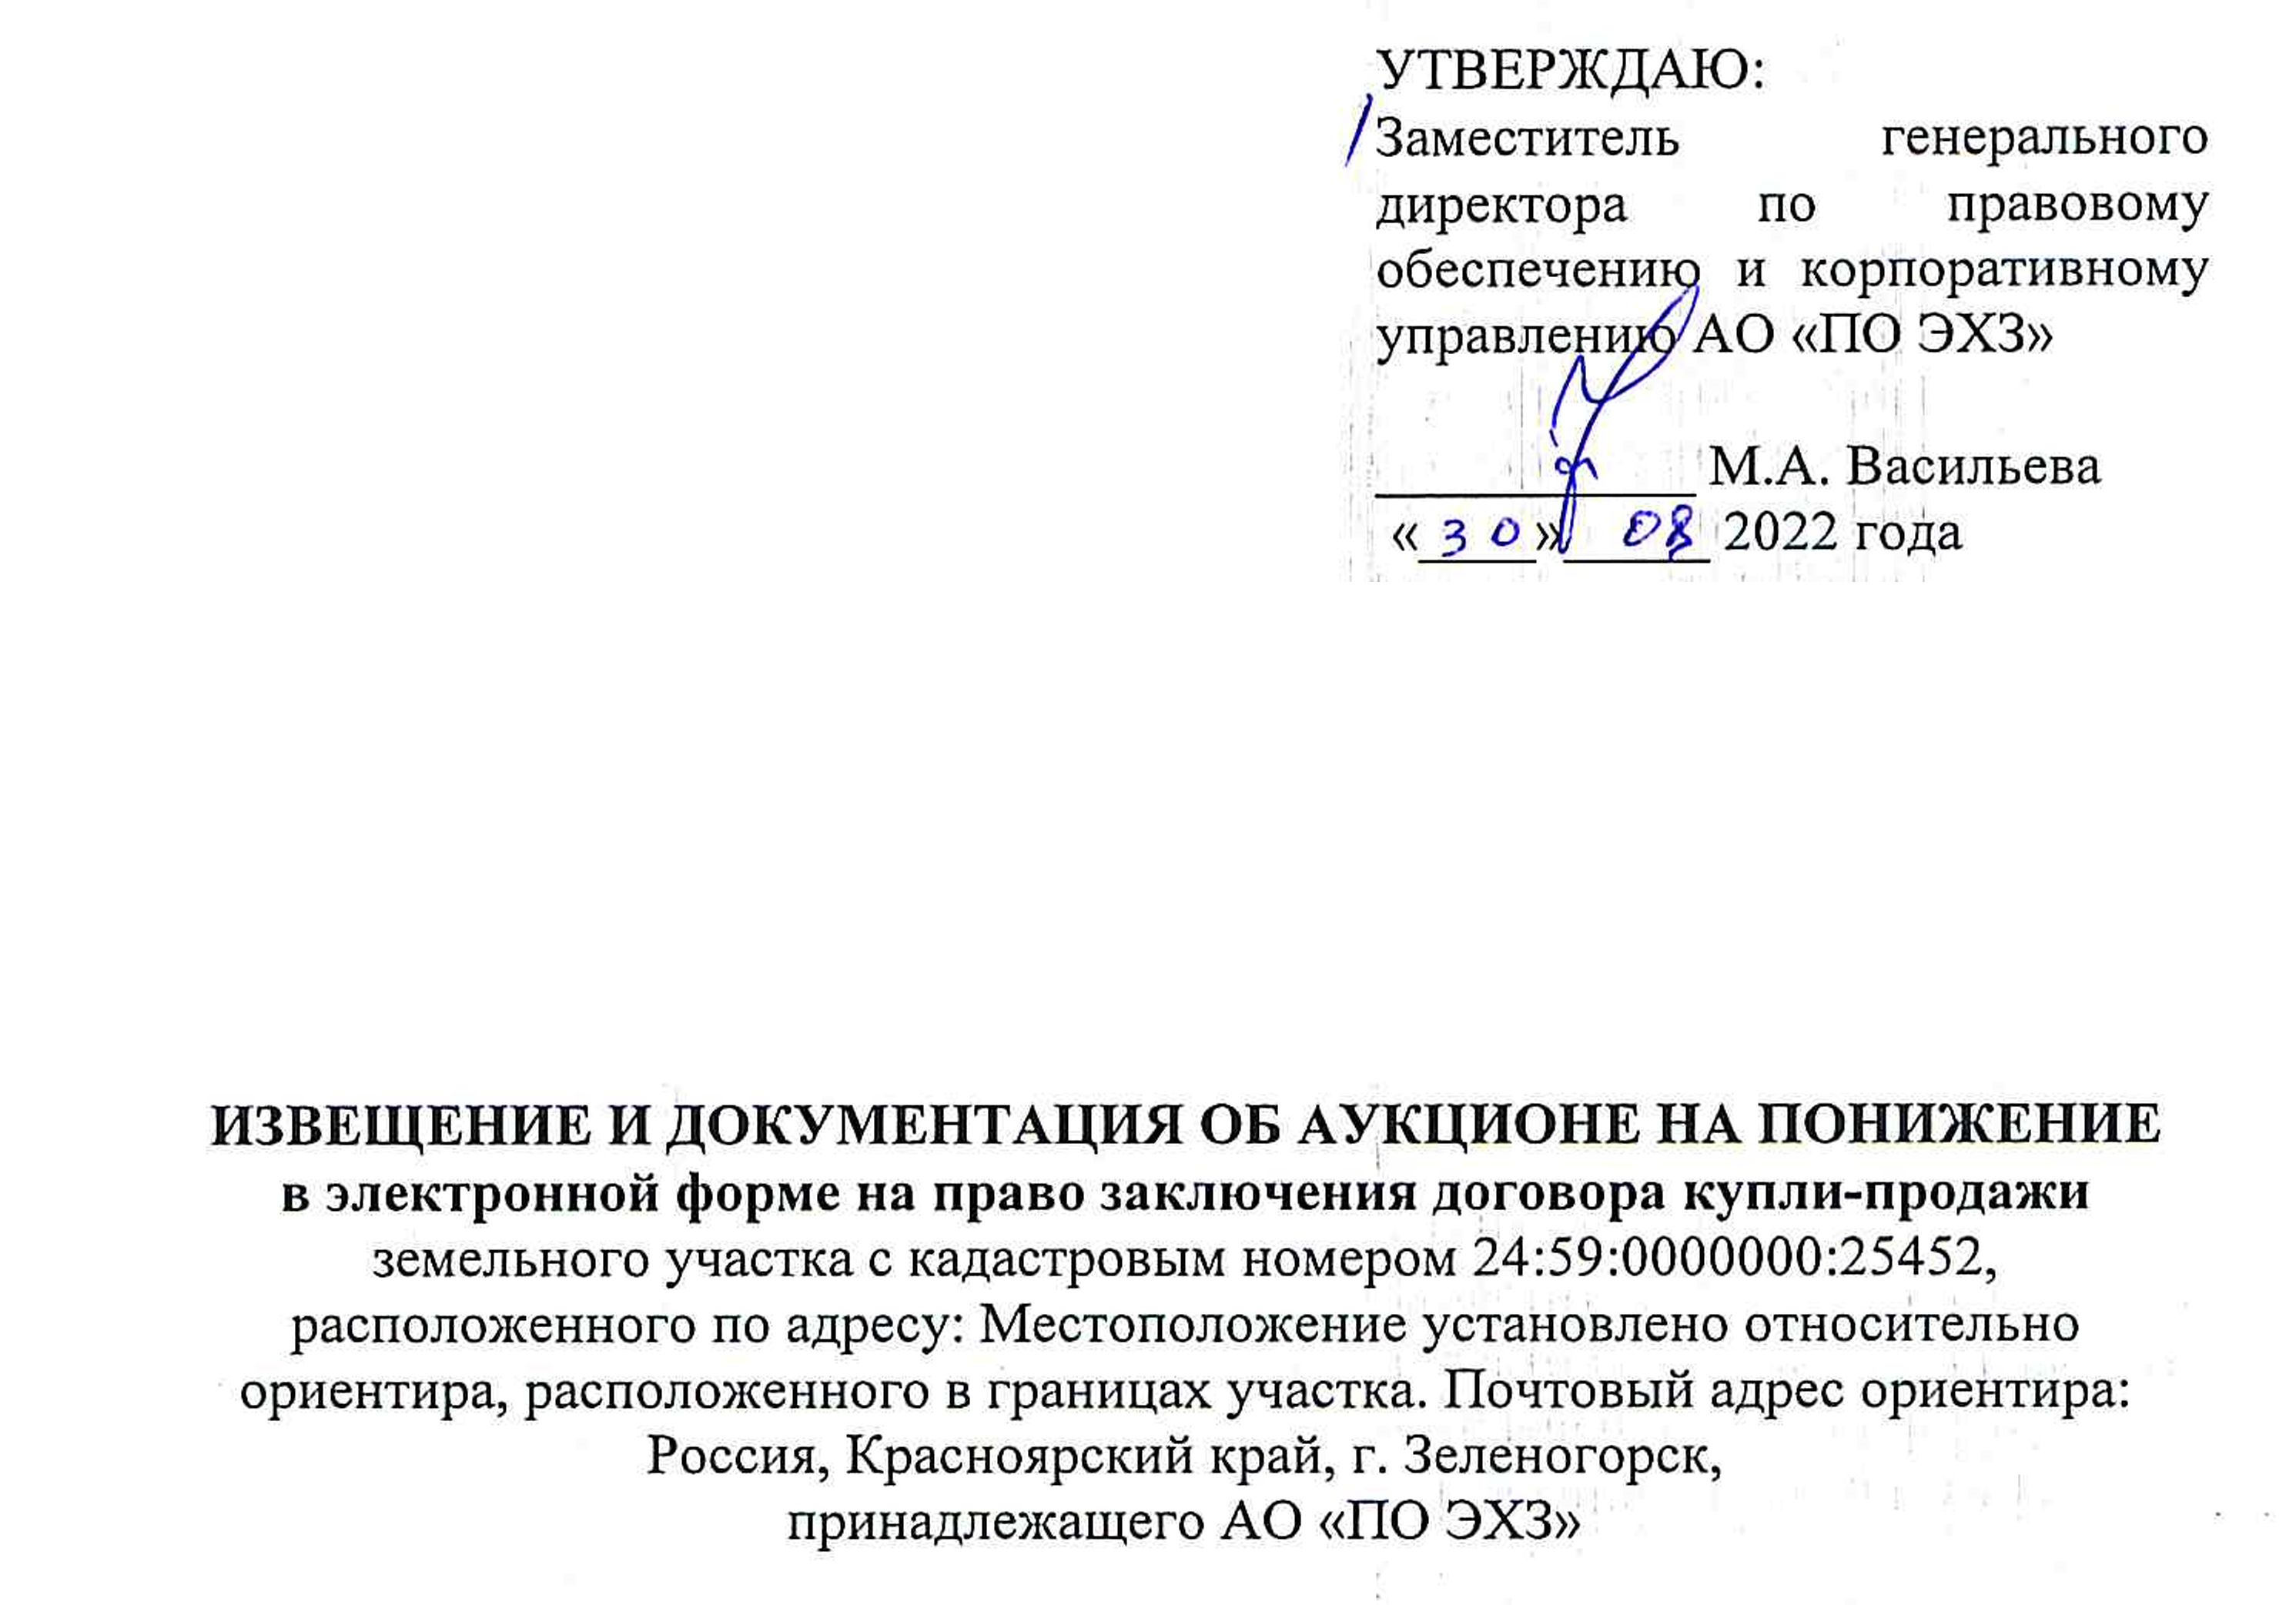 УТВЕРЖДАЮ:
Заместитель генерального
директора по правовому
обеспечению и корпоративному
управлению АО «ПО ЭХЗ»
М.А. Васильева
«30» 08 2022 года
ИЗВЕЩЕНИЕ И ДОКУМЕНТАЦИЯ ОБ АУКЦИОНЕ НА ПОНИЖЕНИЕ
в электронной форме на право заключения договора купли-продажи
земельного участка с кадастровым номером 24:59:0000000:25452,
расположенного по адресу: Местоположение установлено относительно
ориентира, расположенного в границах участка. Почтовый адрес ориентира:
Россия, Красноярский край, г. Зеленогорск,
принадлежащего АО «ПО ЭХЗ»